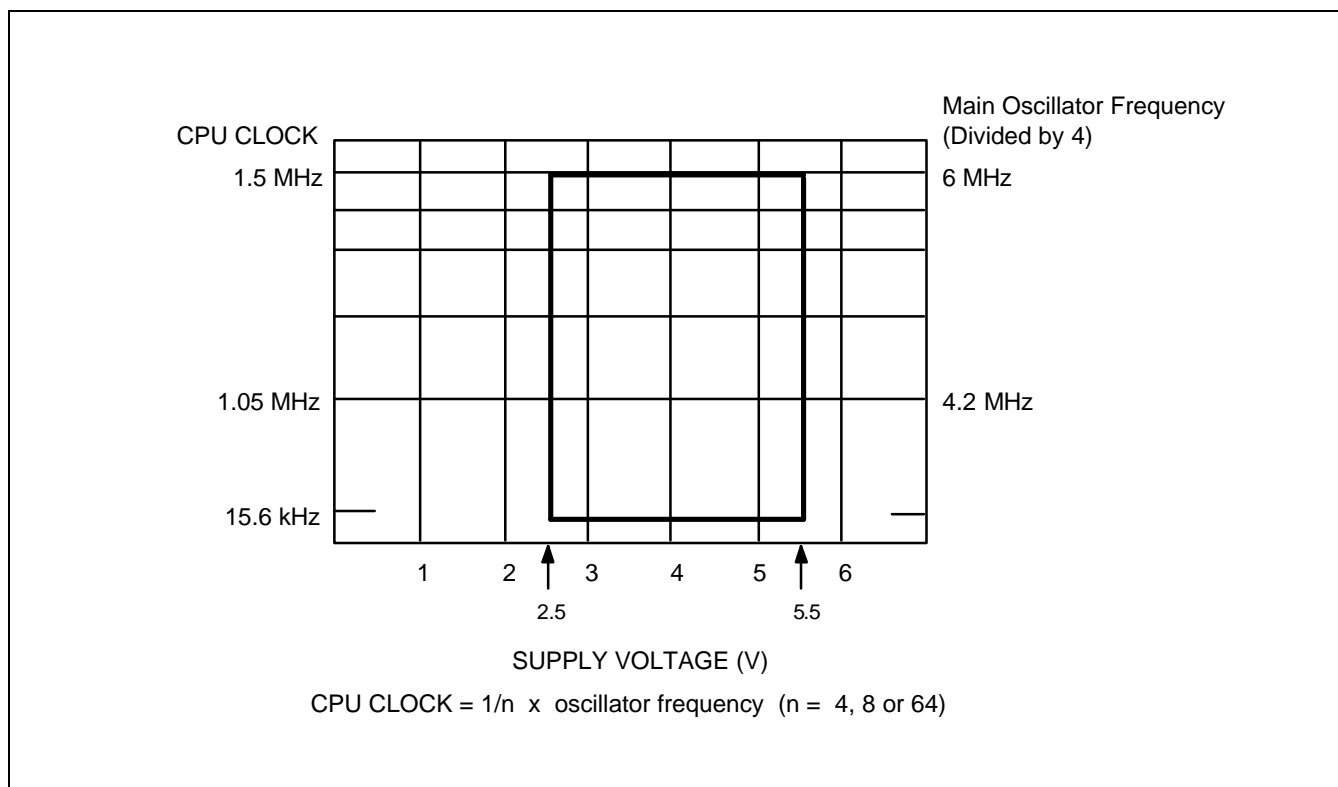 Main Oscillator Frequency
(Divided by 4)
CPU CLOCK
1.5 MHz
6 MHz
1.05 MHz
4.2 MHz
15.6 kHz
1 2 3 4 5 6
2.5 5.5
SUPPLY VOLTAGE (V)
CPU CLOCK = 1/n x oscillator frequency (n = 4, 8 or 64)